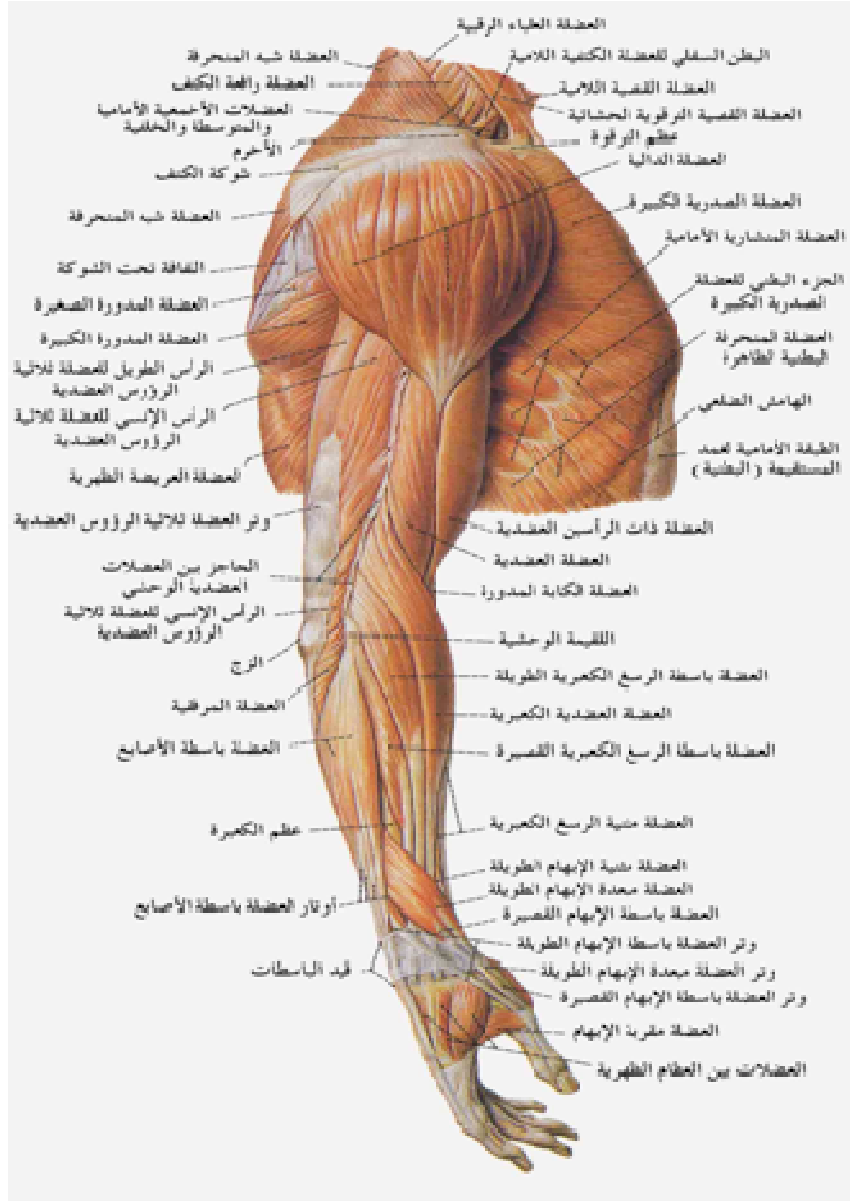 العضلة العلباء الرقبية
البطن السفلي للعضلة الكتفية اللامية
العضلة القصية اللامية
العضلة القصية الترقوية الخشائية
عظم الترقوة
العضلة الدالية
العضلة الصدرية الكبيرة
العضلة المنشارية الأمامية
الجزء البطني للعضلة
الصدرية الكبيرة
العضلة المنحرفة
البطنية الظاهرة
الهامش الضلعي
الطبقة الأمامية لغمد
المستقيمة (البطنية)
العضلة ذات الرأسين العضدية
العضلة العضدية
العضلة الكابة المدورة
اللقيمة الوحشية
العضلة باسطة الرسغ الكعبرية الطويلة
العضلة العضدية الكعبرية
العضلة باسطة الرسغ الكعبرية القصيرة
العضلة مثنية الرسغ الكعبرية
العضلة مثنية الإبهام الطويلة
العضلة مبعدة الإبهام الطويلة
العضلة باسطة الإبهام القصيرة
وتر العضلة باسطة الإبهام الطويلة
وتر العضلة مبعدة الإبهام الطويلة
وتر العضلة باسطة الإبهام القصيرة
العضلة مقربة الإبهام
العضلات بين العظام الظهرية
العضلة شبه المنحرفة
العضلة رافعة الكتف
العضلات الأخمعية الأمامية
والمتوسطة والخلفية
الأخرم
شوكة الكتف
العضلة شبه المنحرفة
اللفافة تحت الشوكة
العضلة المدورة الصغيرة
العضلة المدورة الكبيرة
الرأس الطويل للعضلة ثلاثية
الرؤوس العضدية
الرأس الإنسي للعضلة ثلاثية
الرؤوس العضدية
العضلة العريضة الظهرية
وتر العضلة ثلاثية الرؤوس العضدية
الحاجز بين العضلات
العضدية الوحشي
الرأس الإنسي للعضلة ثلاثية
الرؤوس العضدية
الزج
العضلة المرفقية
العضلة باسطة الأصابع
عظم الكعبرة
أوتار العضلة باسطة الأصابع
قيد الباسطات